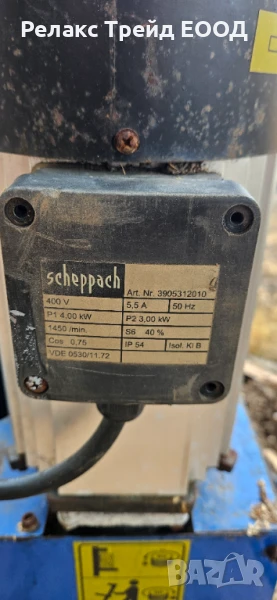 Релакс Трейд ЕООД
scheppach
Art. Nr. 3905312010
400 V 5,5 A 50 Hz
P1 4,00 kW P2 3,00 kW
1450 /min. S6 40 %
Cos 0,75 IP 54 Isol. Kl B
VDE 0530/11.72
BAZAR